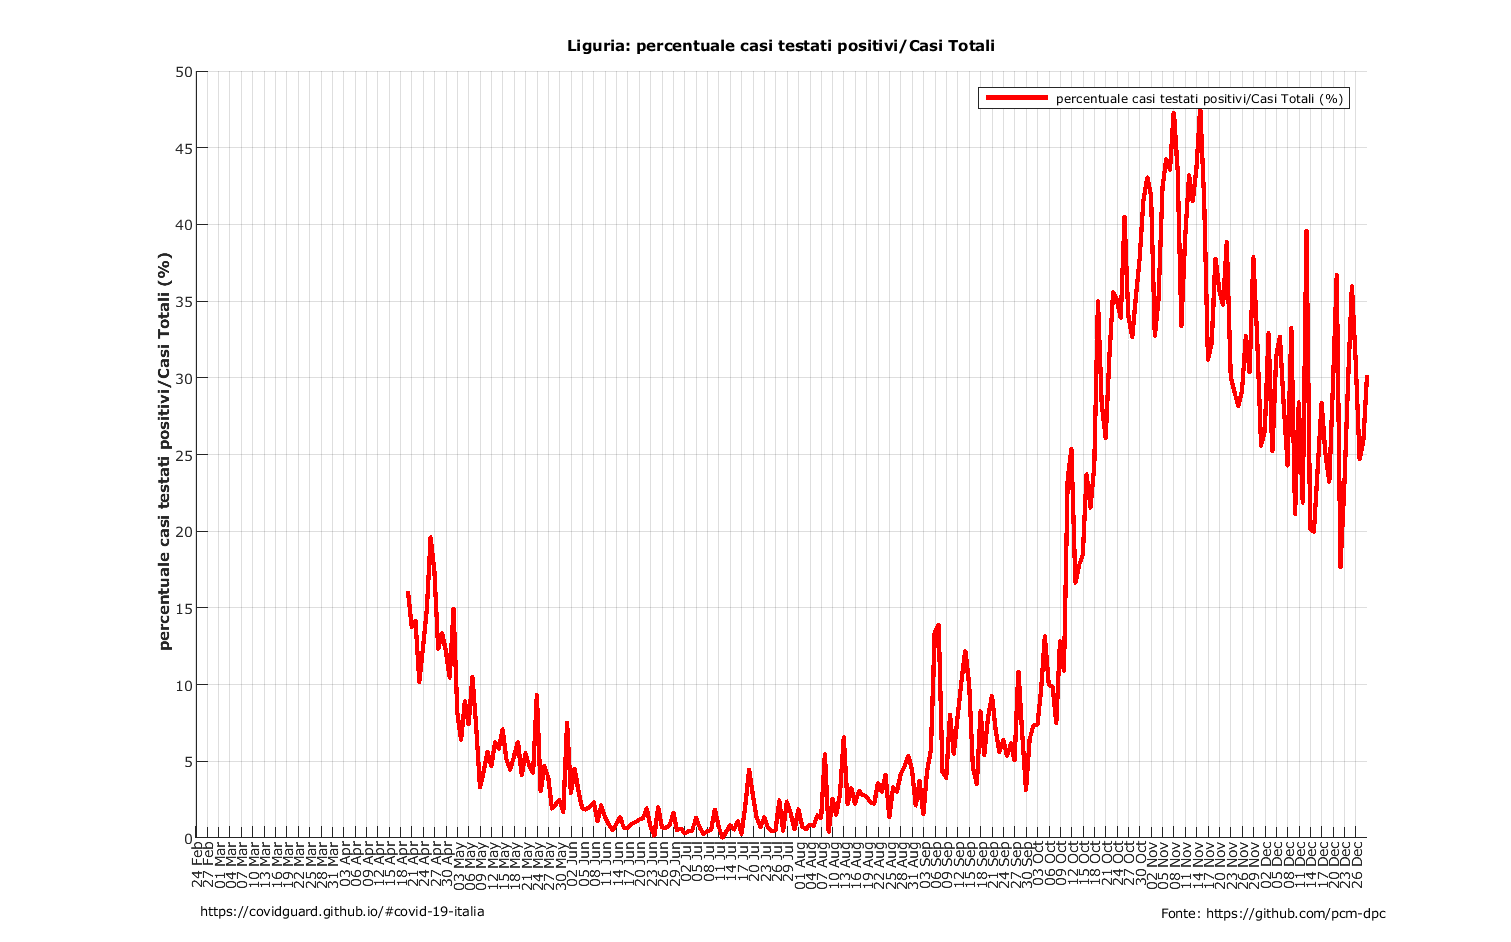 Liguria: percentuale casi testati positivi/Casi Totali
percentuale casi testati positivi/Casi Totali (%)
percentuale casi testati positivi/Casi Totali (%)
50
45
40
35
30
25
20
15
10
5
0
24 Feb
27 Feb
01 Mar
04 Mar
07 Mar
10 Mar
13 Mar
16 Mar
19 Mar
22 Mar
25 Mar
28 Mar
31 Mar
03 Apr
06 Apr
09 Apr
12 Apr
15 Apr
18 Apr
21 Apr
24 Apr
27 Apr
30 Apr
03 May
06 May
09 May
12 May
15 May
18 May
21 May
24 May
27 May
30 May
02 Jun
05 Jun
08 Jun
11 Jun
14 Jun
17 Jun
20 Jun
23 Jun
26 Jun
29 Jun
02 Jul
05 Jul
08 Jul
11 Jul
14 Jul
17 Jul
20 Jul
23 Jul
26 Jul
29 Jul
01 Aug
04 Aug
07 Aug
10 Aug
13 Aug
16 Aug
19 Aug
22 Aug
25 Aug
28 Aug
31 Aug
03 Sep
06 Sep
09 Sep
12 Sep
15 Sep
18 Sep
21 Sep
24 Sep
27 Sep
30 Sep
03 Oct
06 Oct
09 Oct
12 Oct
15 Oct
18 Oct
21 Oct
24 Oct
27 Oct
30 Oct
02 Nov
05 Nov
08 Nov
11 Nov
14 Nov
17 Nov
20 Nov
23 Nov
26 Nov
29 Nov
02 Dec
05 Dec
08 Dec
11 Dec
14 Dec
17 Dec
20 Dec
23 Dec
26 Dec
https://covidguard.github.io/#covid-19-italia
Fonte: https://github.com/pcm-dpc